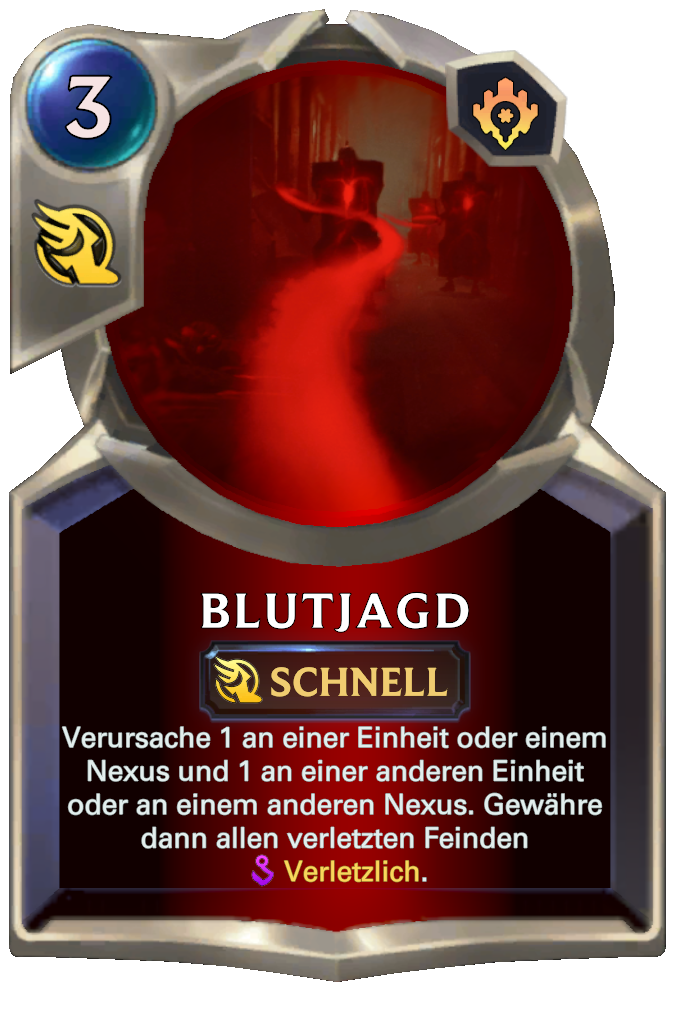 3
BLUTJAGD
SCHNELL
Verursache 1 an einer Einheit oder einem
Nexus und 1 an einer anderen Einheit
oder an einem anderen Nexus. Gewähre
dann allen verletzten Feinden
Verletzlich.